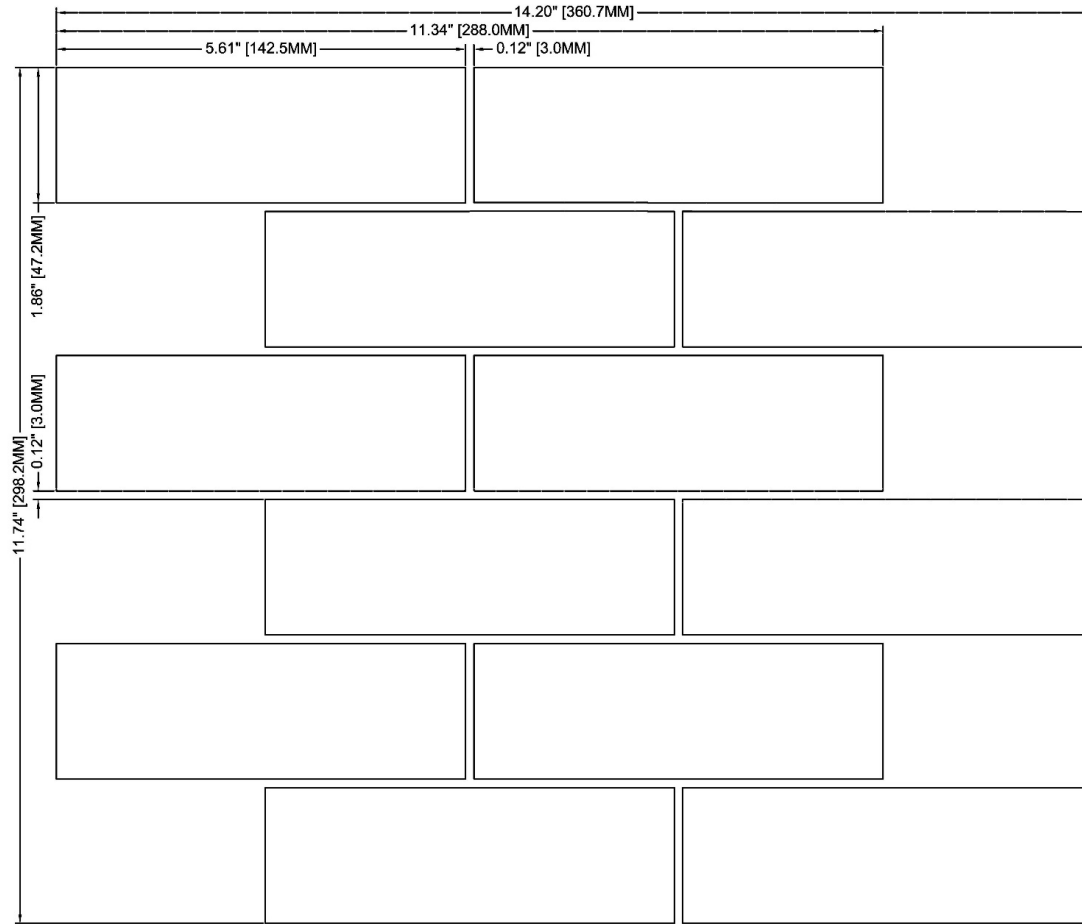 14.20" [360.7MM]
11.34" [288.0MM]
5.61" [142.5MM]
0.12" [3.0MM]
1.86" [47.2MM]
0.12" [3.0MM]
11.74" [298.2MM]